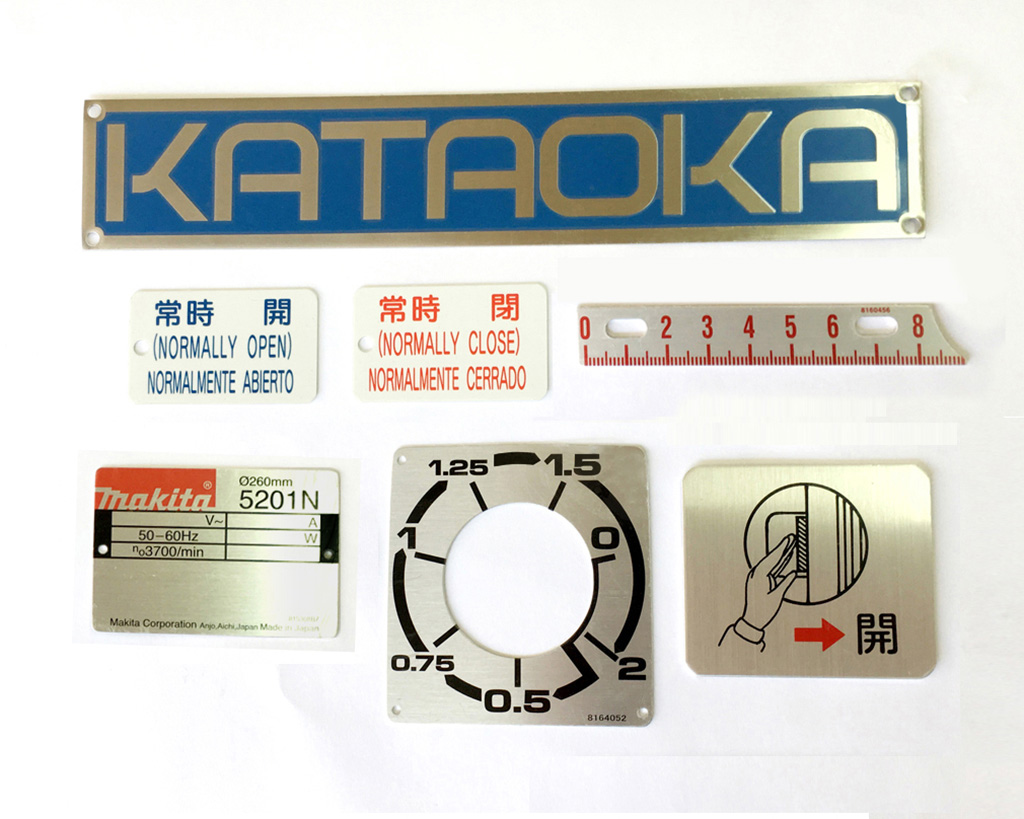 KATAOKA
常時 開
(NORMALLY OPEN)
NORMALMENTE ABIERTO
常時 閉
(NORMALLY CLOSE)
NORMALMENTE CERRADO
8160456
0 2 3 4 5 6 8
makita®
Ø260mm
5201N
V~ A
50-60Hz W
n₀3700/min
Makita Corporation Anjo,Aichi,Japan Made in Japan
1.25 1.5
1 0
0.75 2
0.5
8164052
開